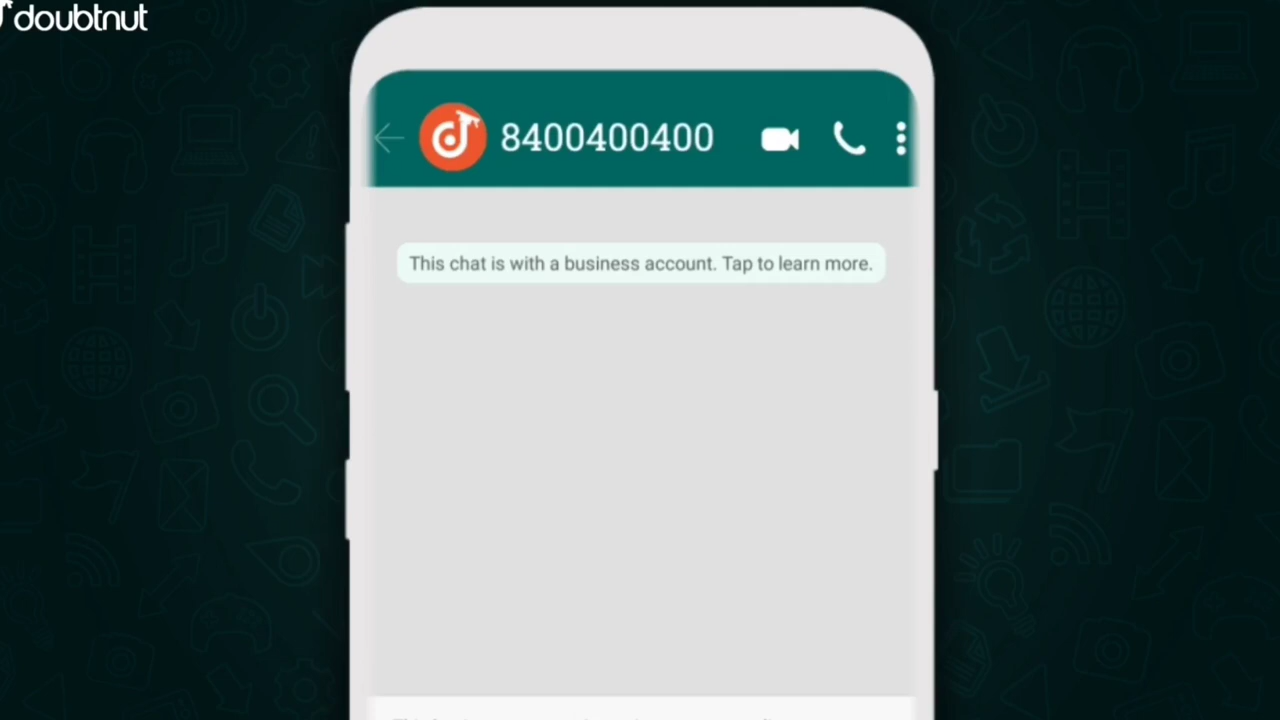 doubtnut
8400400400
This chat is with a business account. Tap to learn more.